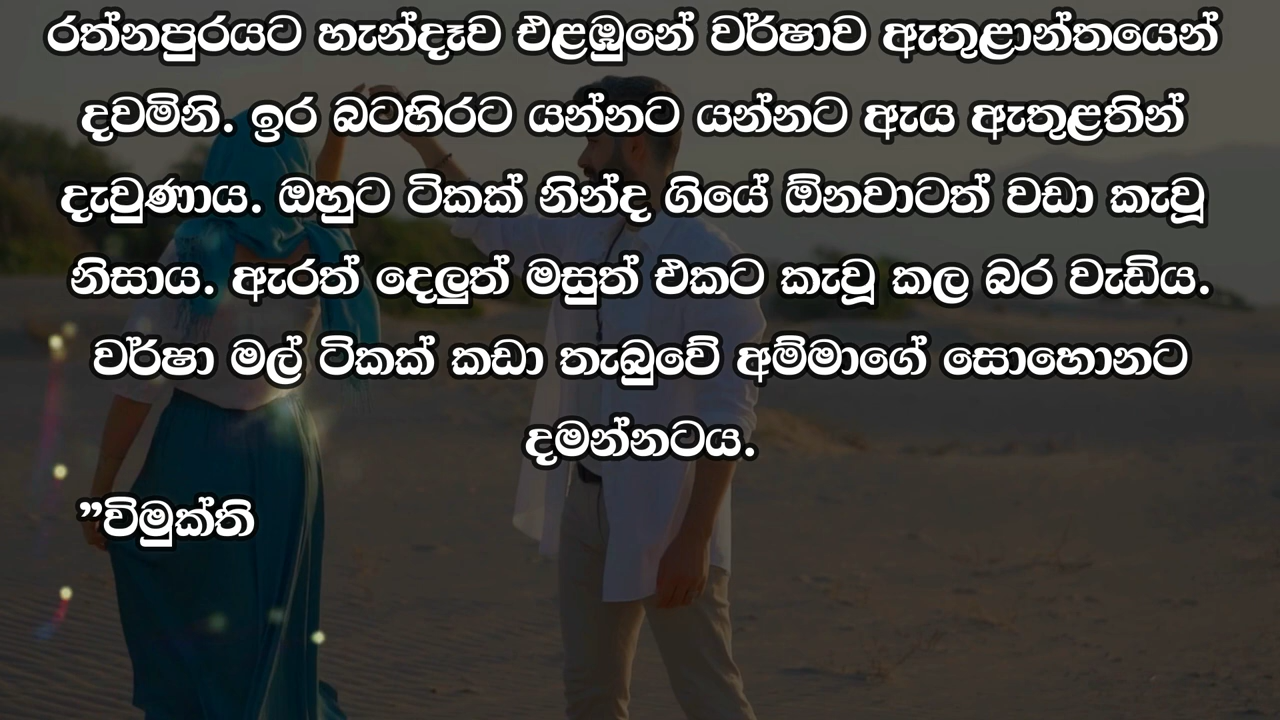 රත්නපුරයට හැන්දෑව එළඹුනේ වර්ෂාව ඇතුළාන්තයෙන්
දවමිනි. ඉර බටහිරට යන්නට යන්නට ඇය ඇතුළතින්
දැවුණාය. ඔහුට ටිකක් නින්ද ගියේ ඕනවාටත් වඩා කැවූ
නිසාය. ඇරත් දෙලුත් මසුත් එකට කැවූ කල බර වැඩිය.
වර්ෂා මල් ටිකක් කඩා තැබුවේ අම්මාගේ සොහොනට
දමන්නටය.
”විමුක්ති